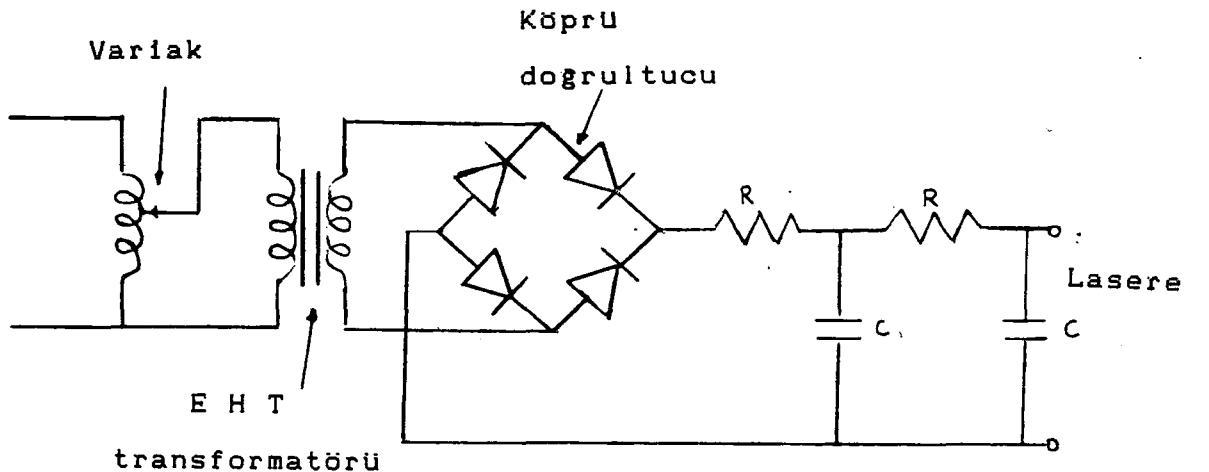 Köprü
doğrultucu
Variak
R
R
Lasere
C
C
E H T
transformatörü